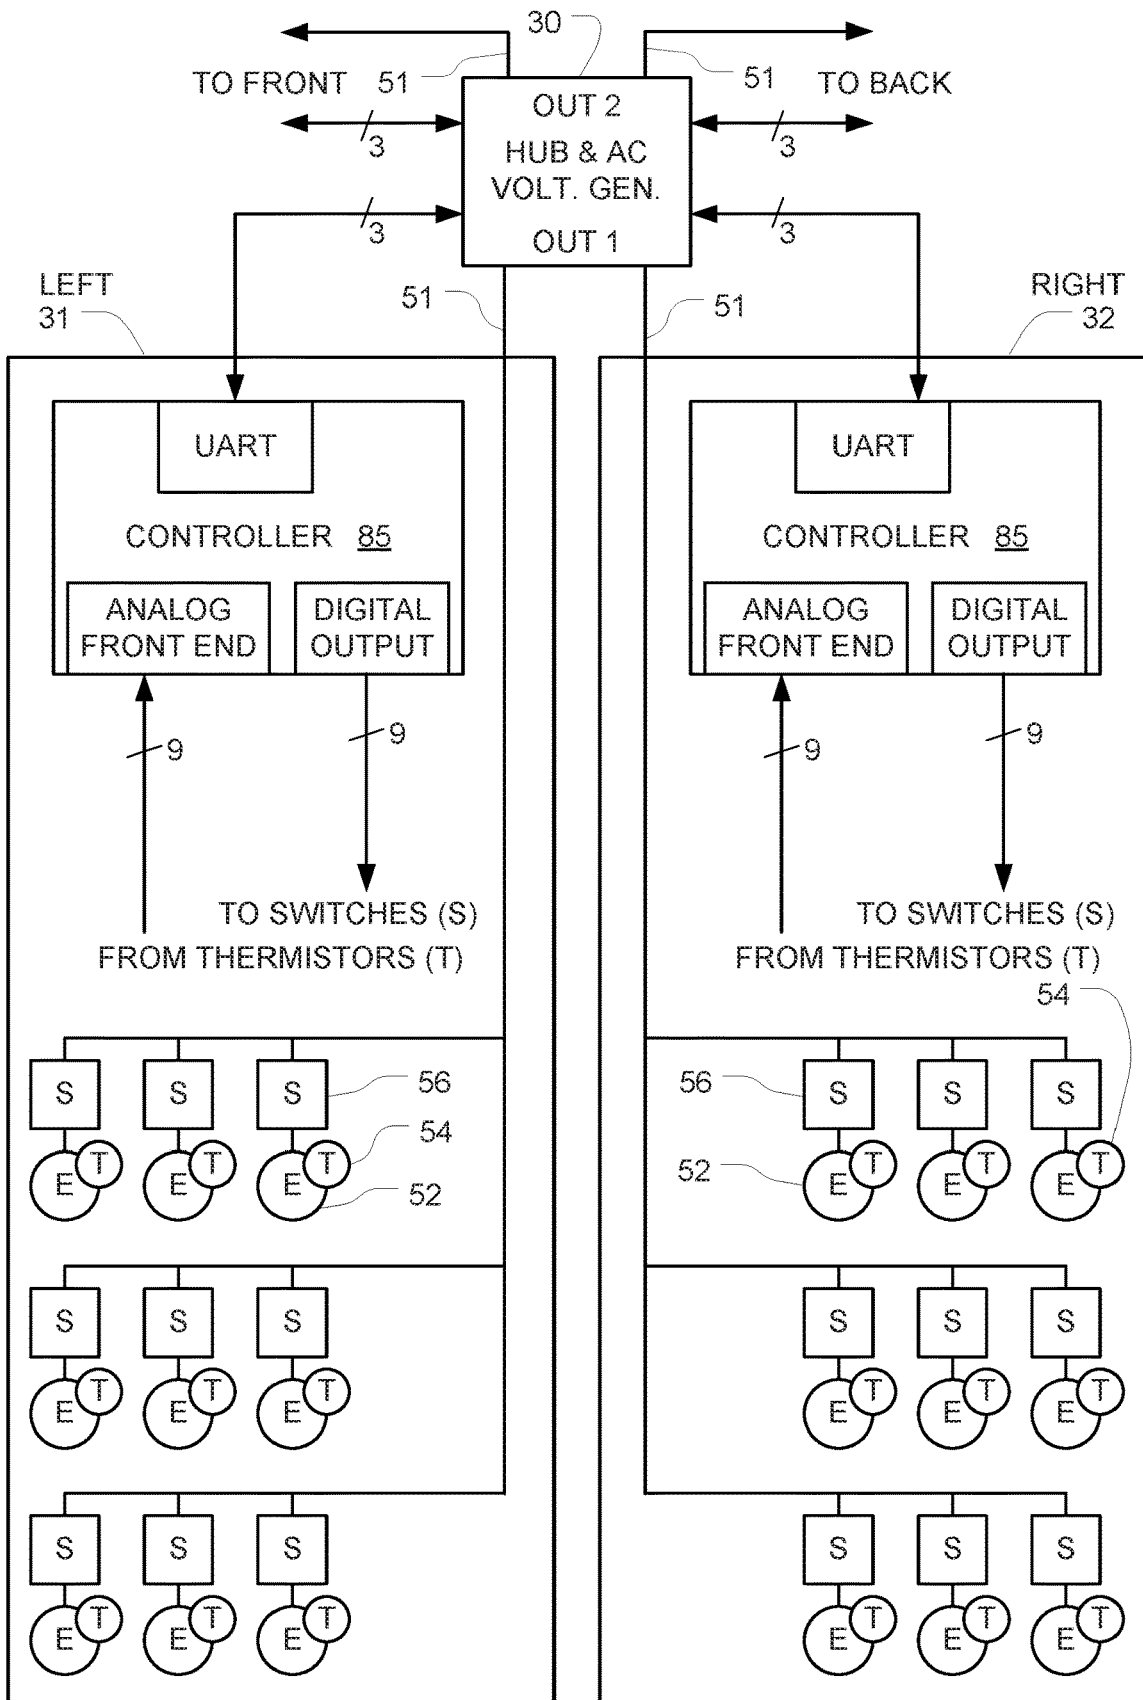 30
51
51
TO FRONT
TO BACK
OUT 2
HUB & AC
VOLT. GEN.
OUT 1
3
3
3
3
LEFT
31
51
51
RIGHT
32
UART
CONTROLLER 85
ANALOG
FRONT END
DIGITAL
OUTPUT
9
9
TO SWITCHES (S)
FROM THERMISTORS (T)
UART
CONTROLLER 85
ANALOG
FRONT END
DIGITAL
OUTPUT
9
9
TO SWITCHES (S)
FROM THERMISTORS (T)
54
S S S 56
T T T 54
E E E 52
56 S S S
T T T
52 E E E
S S S
T T T
E E E
S S S
T T T
E E E
S S S
T T T
E E E
S S S
T T T
E E E